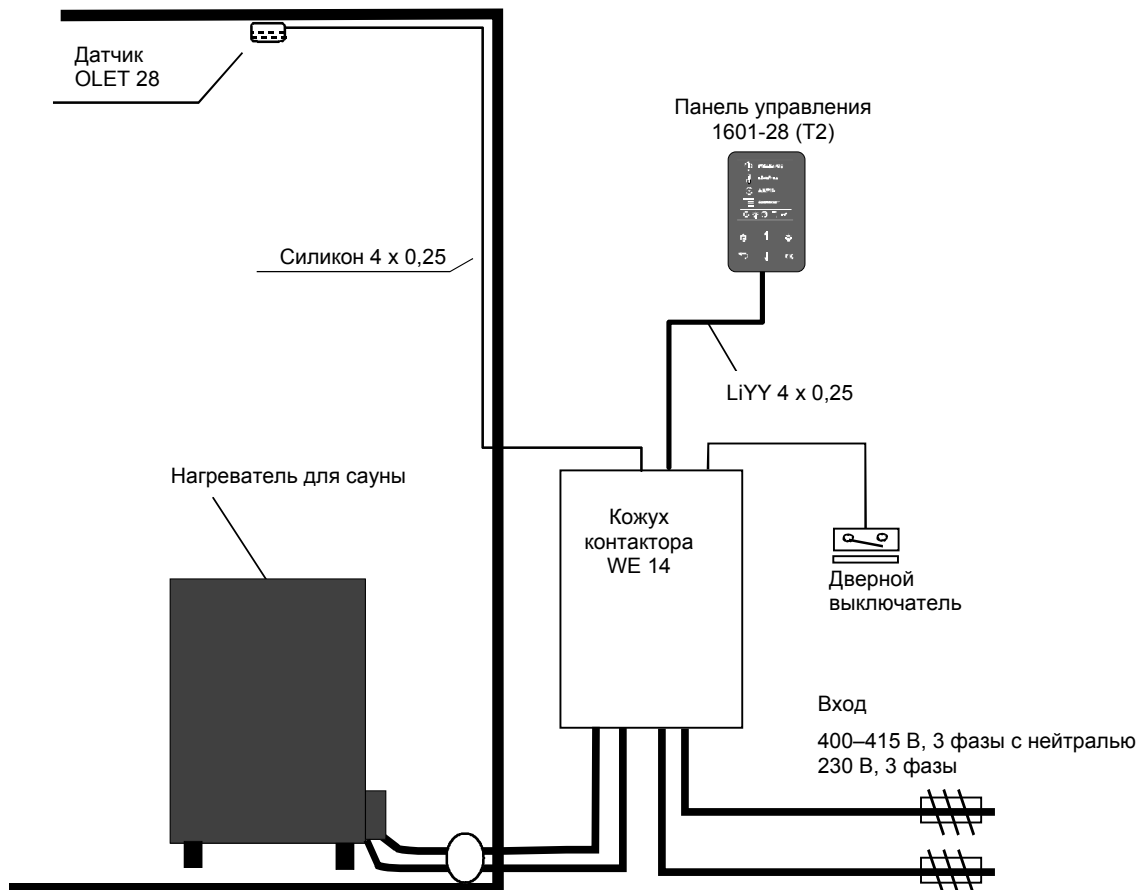 Датчик
OLET 28
Панель управления
1601-28 (T2)
Силикон 4 x 0,25
LiYY 4 x 0,25
Нагреватель для сауны
Кожух
контактора
WE 14
Дверной
выключатель
Вход
400–415 В, 3 фазы с нейтралью
230 В, 3 фазы